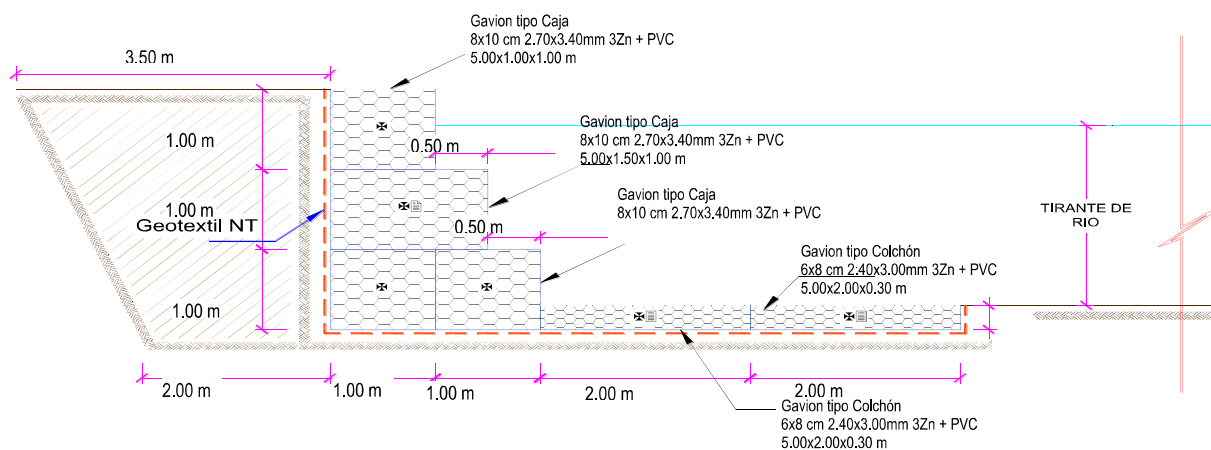 Gavion tipo Caja
8x10 cm 2.70x3.40mm 3Zn + PVC
5.00x1.00x1.00 m
3.50 m
Gavion tipo Caja
8x10 cm 2.70x3.40mm 3Zn + PVC
5.00x1.50x1.00 m
1.00 m
0.50 m
Gavion tipo Caja
8x10 cm 2.70x3.40mm 3Zn + PVC
1.00 m
Geotextil NT
0.50 m
TIRANTE DE
RIO
Gavion tipo Colchón
6x8 cm 2.40x3.00mm 3Zn + PVC
5.00x2.00x0.30 m
1.00 m
2.00 m
1.00 m
1.00 m
2.00 m
2.00 m
Gavion tipo Colchón
6x8 cm 2.40x3.00mm 3Zn + PVC
5.00x2.00x0.30 m